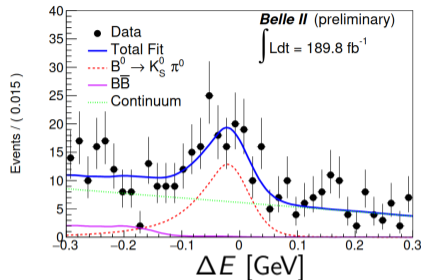 Belle II (preliminary)
∫Ldt = 189.8 fb⁻¹
Data
Total Fit
B⁰ → K⁰_S π⁰
BB̅
Continuum
Events / ( 0.015 )
40
35
30
25
20
15
10
5
0
−0.3 −0.2 −0.1 0 0.1 0.2 0.3
ΔE [GeV]